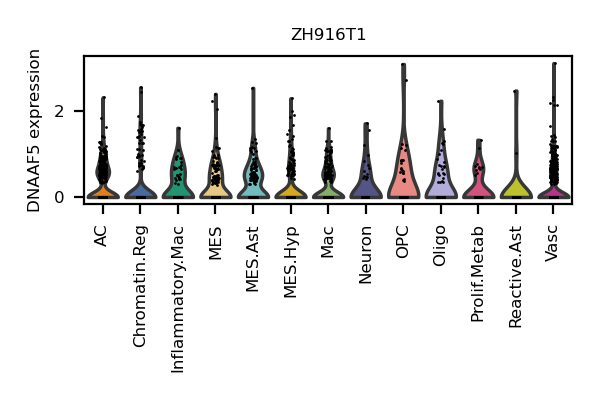 ZH916T1
DNAAF5 expression
2
0
AC
Chromatin.Reg
Inflammatory.Mac
MES
MES.Ast
MES.Hyp
Mac
Neuron
OPC
Oligo
Prolif.Metab
Reactive.Ast
Vasc